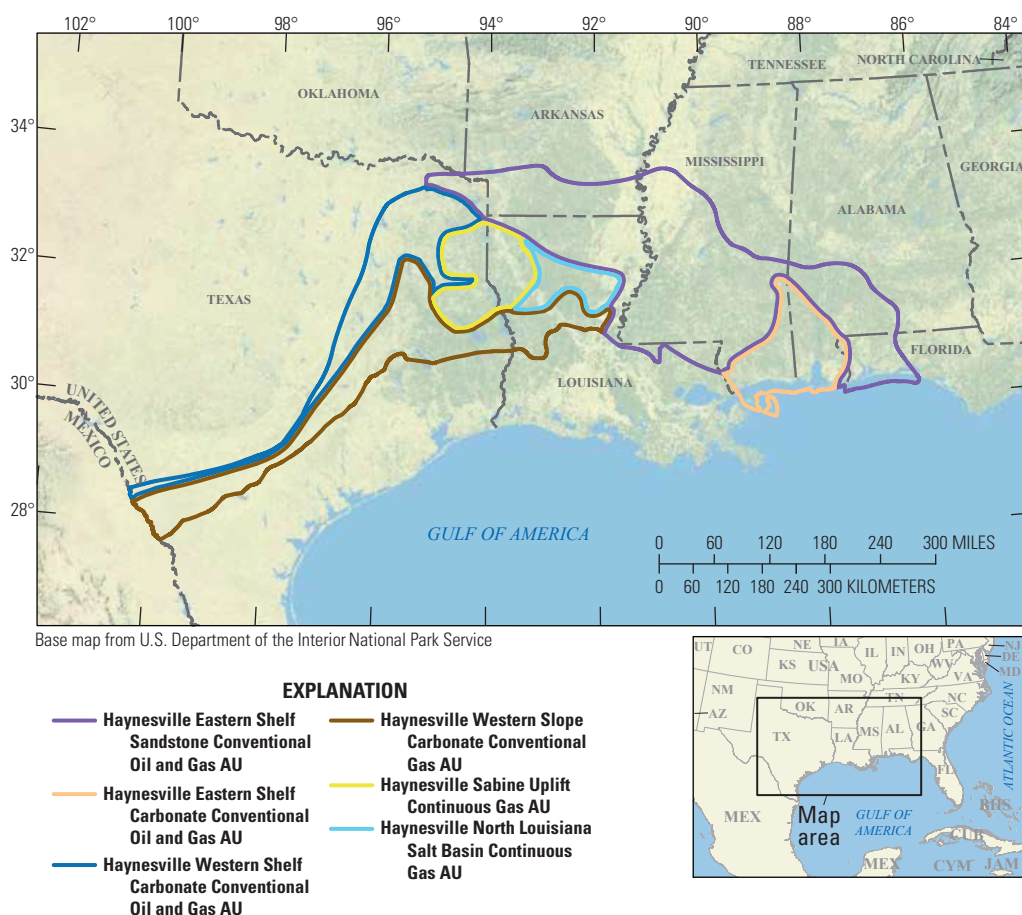 102° 100° 98° 96° 94° 92° 90° 88° 86° 84°
TENNESSEE
NORTH CAROLINA
OKLAHOMA
ARKANSAS
34°
MISSISSIPPI
GEORGIA
ALABAMA
32°
TEXAS
FLORIDA
30°
LOUISIANA
UNITED STATES
MEXICO
28°
GULF OF AMERICA
0 60 120 180 240 300 MILES
0 60 120 180 240 300 KILOMETERS
Base map from U.S. Department of the Interior National Park Service
EXPLANATION
Haynesville Eastern Shelf
Sandstone Conventional
Oil and Gas AU
Haynesville Eastern Shelf
Carbonate Conventional
Oil and Gas AU
Haynesville Western Shelf
Carbonate Conventional
Oil and Gas AU
Haynesville Western Slope
Carbonate Conventional
Gas AU
Haynesville Sabine Uplift
Continuous Gas AU
Haynesville North Louisiana
Salt Basin Continuous
Gas AU
UT CO NE IA IL IN OH PA NJ
DE
MD
KS USA MO KY WV VA
NM OK AR TN NC
AZ SC
TX LA MS AL GA
FL
ATLANTIC OCEAN
MEX
Map
area
GULF OF
AMERICA
BHS
CUB
MEX CYM JAM